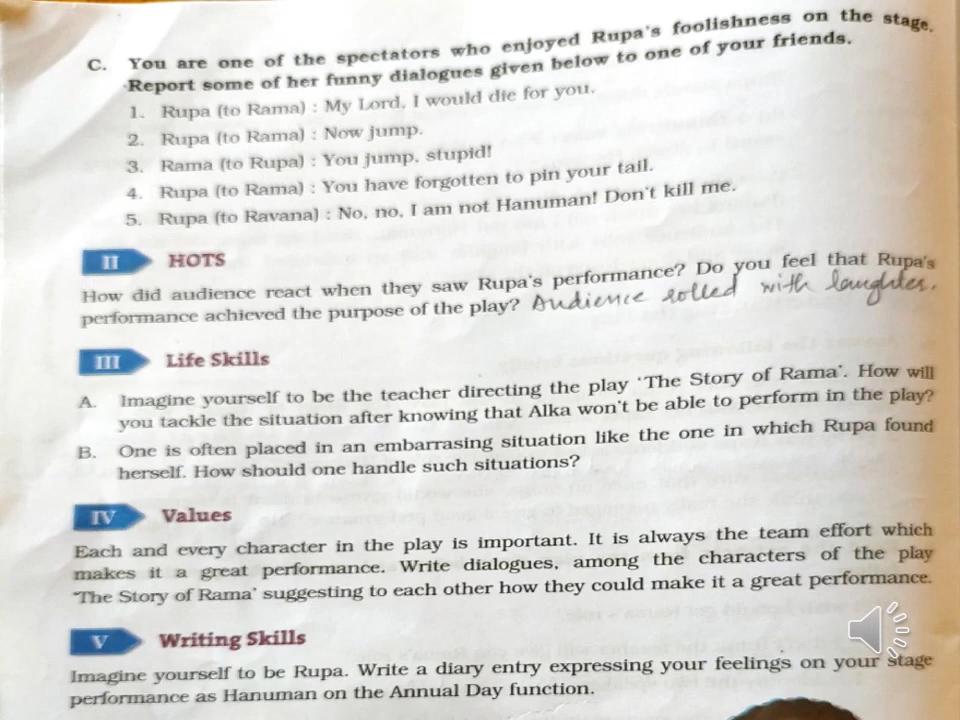 C. You are one of the spectators who enjoyed Rupa's foolishness on the stage.
Report some of her funny dialogues given below to one of your friends.
1. Rupa (to Rama) : My Lord, I would die for you.
2. Rupa (to Rama) : Now jump.
3. Rama (to Rupa) : You jump, stupid!
4. Rupa (to Rama) : You have forgotten to pin your tail.
5. Rupa (to Ravana) : No, no, I am not Hanuman! Don't kill me.
II HOTS
How did audience react when they saw Rupa's performance? Do you feel that Rupa's
performance achieved the purpose of the play? Audience rolled with laughter.
III Life Skills
A. Imagine yourself to be the teacher directing the play 'The Story of Rama'. How will
you tackle the situation after knowing that Alka won't be able to perform in the play?
B. One is often placed in an embarrasing situation like the one in which Rupa found
herself. How should one handle such situations?
IV Values
Each and every character in the play is important. It is always the team effort which
makes it a great performance. Write dialogues, among the characters of the play
'The Story of Rama' suggesting to each other how they could make it a great performance.
V Writing Skills
Imagine yourself to be Rupa. Write a diary entry expressing your feelings on your stage
performance as Hanuman on the Annual Day function.